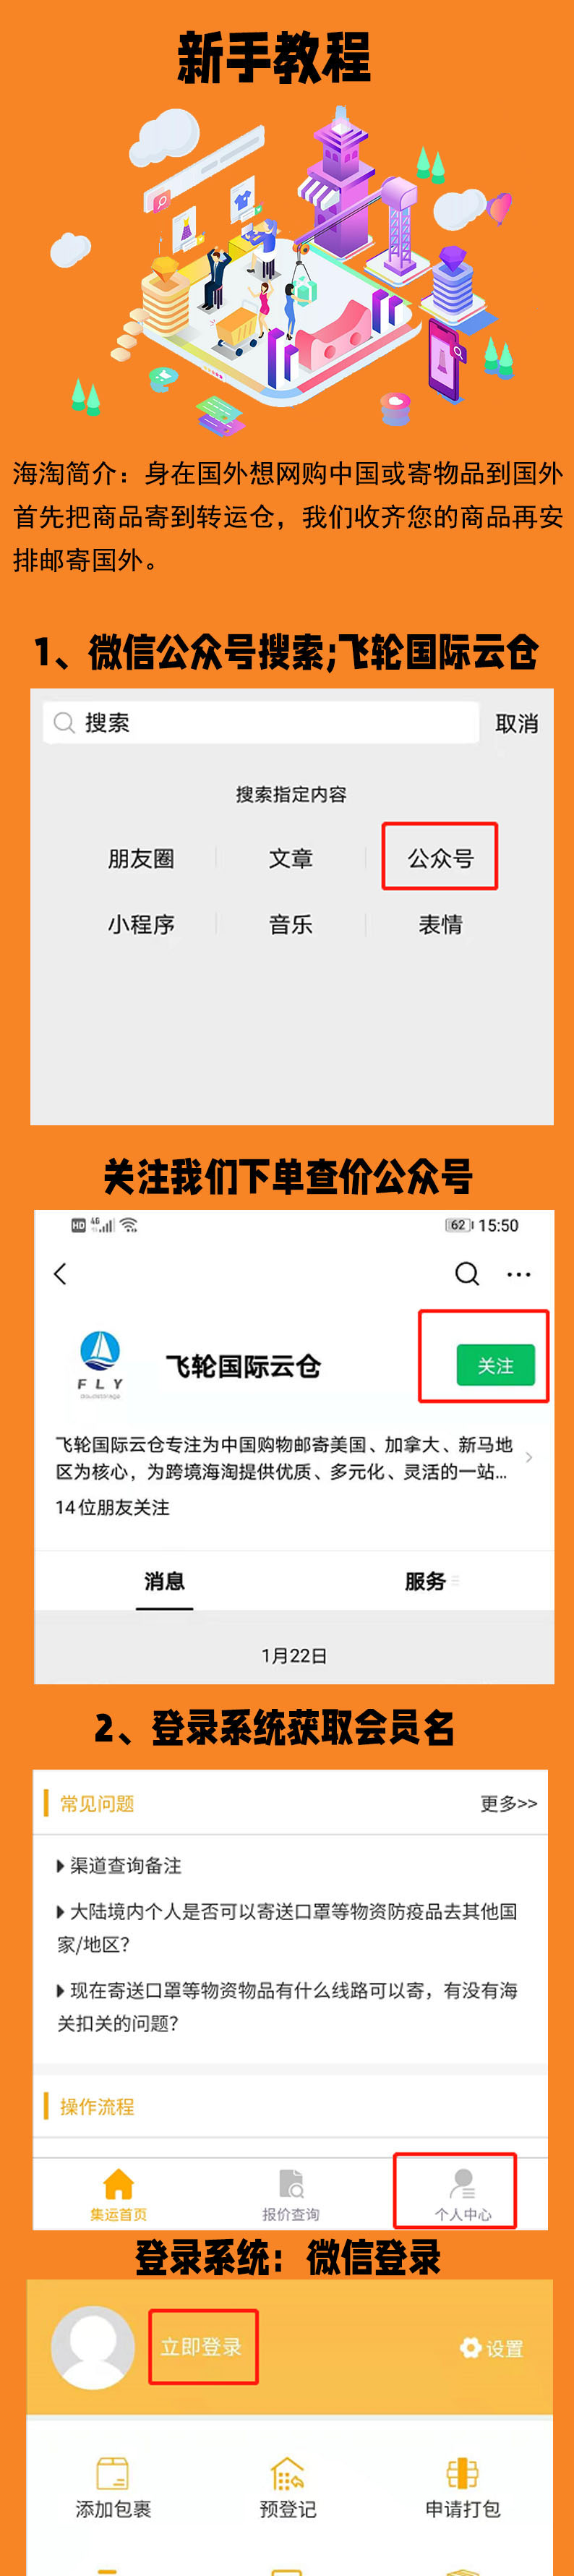 新手教程
海淘简介：身在国外想网购中国或寄物品到国外
首先把商品寄到转运仓，我们收齐您的商品再安
排邮寄国外。
1、微信公众号搜索;飞轮国际云仓
搜索 取消
搜索指定内容
朋友圈 文章 公众号
小程序 音乐 表情
关注我们下单查价公众号
HD 4G 62 15:50
飞轮国际云仓 关注
FLY
飞轮国际云仓专注为中国购物邮寄美国、加拿大、新马地
区为核心，为跨境海淘提供优质、多元化、灵活的一站...
14位朋友关注
消息 服务
1月22日
2、登录系统获取会员名
常见问题 更多>>
渠道查询备注
大陆境内个人是否可以寄送口罩等物资防疫品去其他国
家/地区？
现在寄送口罩等物资物品有什么线路可以寄，有没有海
关扣关的问题？
操作流程
集运首页 报价查询 个人中心
登录系统：微信登录
立即登录 设置
添加包裹 预登记 申请打包